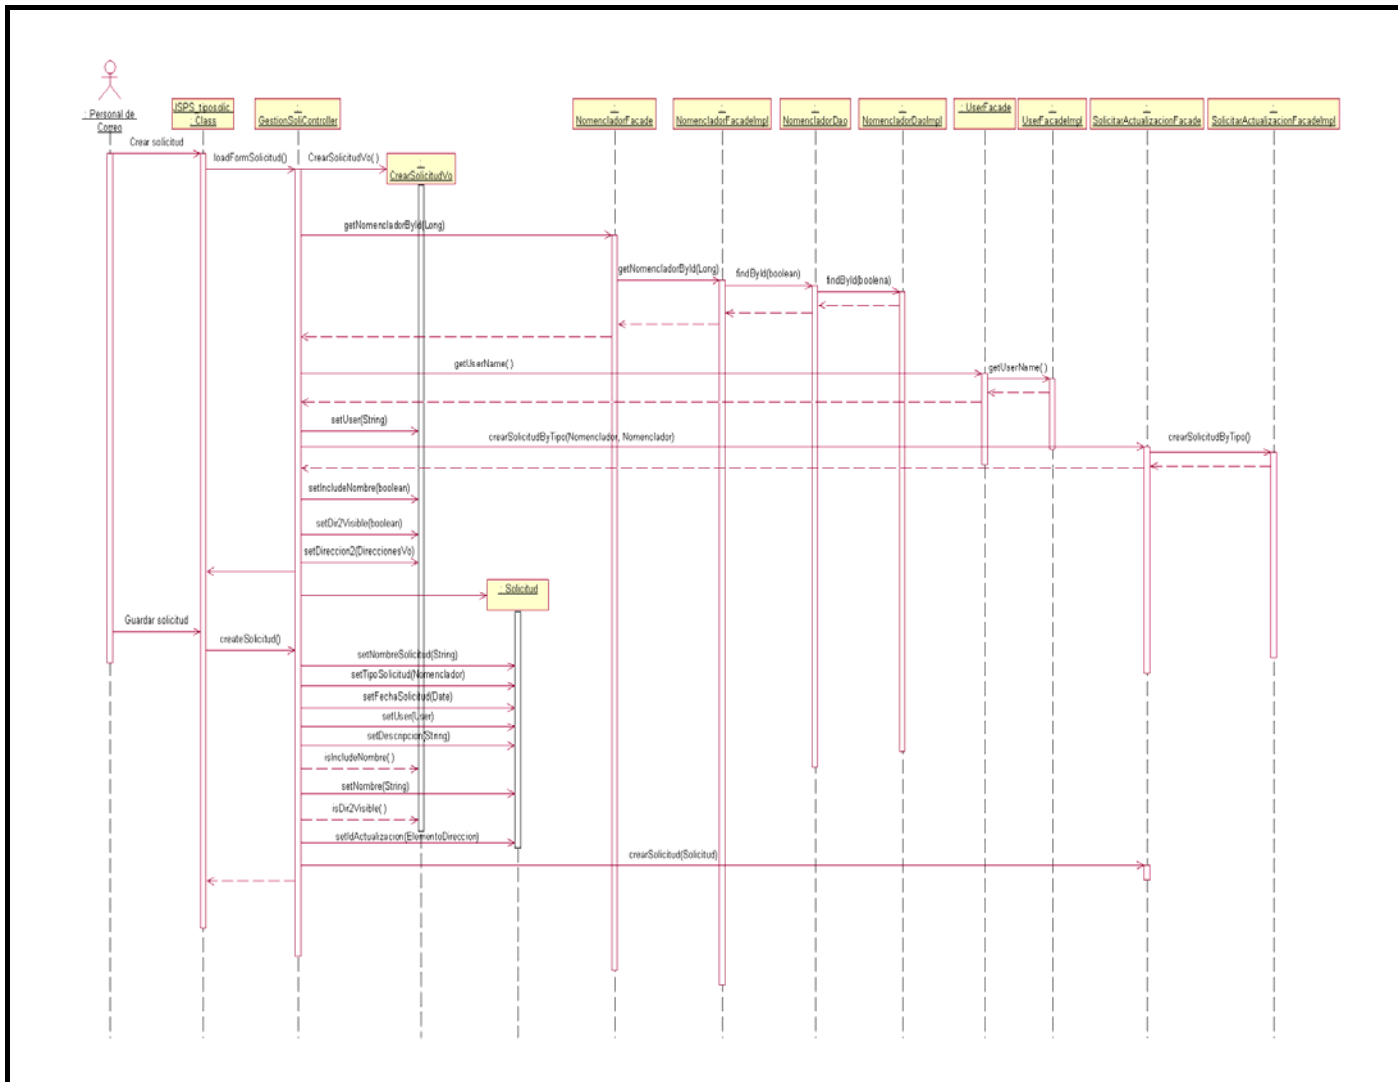 : Personal de
Correo
JSPS_tiposolic
: Class
:
GestionSoliController
:
NomencladorFacade
:
NomencladorFacadeImpl
:
NomencladorDao
:
NomencladorDaoImpl
: UserFacade
:
UserFacadeImpl
:
SolicitarActualizacionFacade
:
SolicitarActualizacionFacadeImpl
Crear solicitud
loadFormSolicitud()
CrearSolicitudVo( )
:
CrearSolicitudVo
getNomencladorById(Long)
getNomencladorById(Long)
findById(boolean)
findById(boolena)
getUserName( )
getUserName( )
setUser(String)
crearSolicitudByTipo(Nomenclador, Nomenclador)
crearSolicitudByTipo()
setIncludeNombre(boolean)
setDir2Visible(boolean)
setDireccion2(DireccionesVo)
: Solicitud
Guardar solicitud
createSolicitud()
setNombreSolicitud(String)
setTipoSolicitud(Nomenclador)
setFechaSolicitud(Date)
setUser(User)
setDescripcion(String)
isIncludeNombre( )
setNombre(String)
isDir2Visible( )
setIdActualizacion(ElementoDireccion)
crearSolicitud(Solicitud)